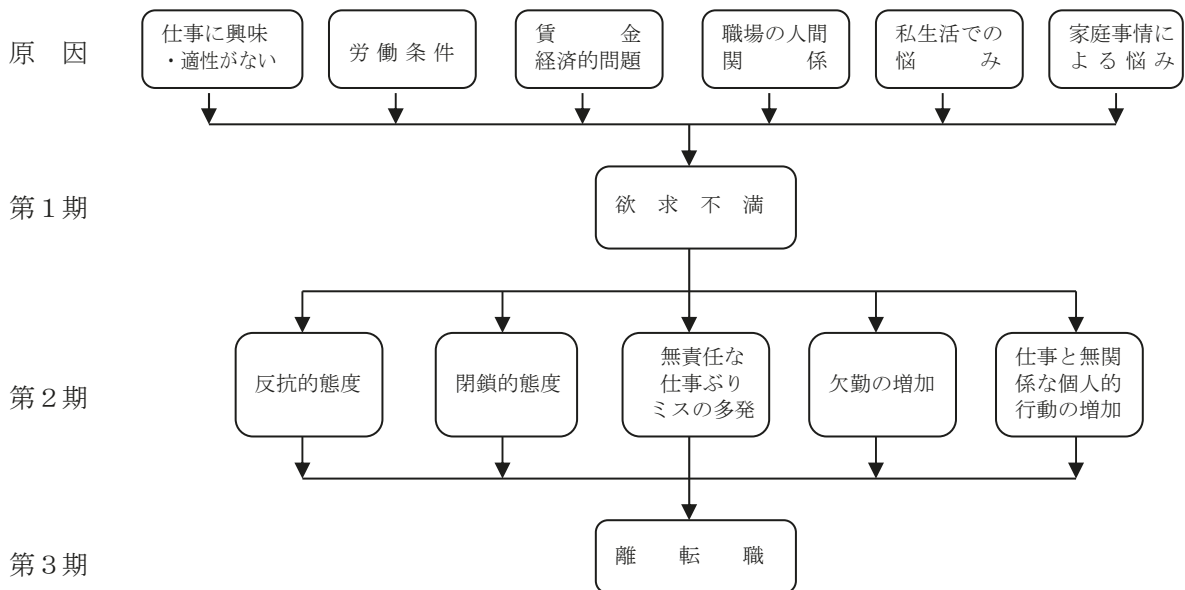 原 因
仕事に興味
・適性がない
労 働 条 件
賃 金
経済的問題
職場の人間
関 係
私生活での
悩 み
家庭事情に
よ る 悩 み
第１期
欲 求 不 満
第２期
反抗的態度
閉鎖的態度
無責任な
仕事ぶり
ミスの多発
欠勤の増加
仕事と無関
係な個人的
行動の増加
第３期
離 転 職